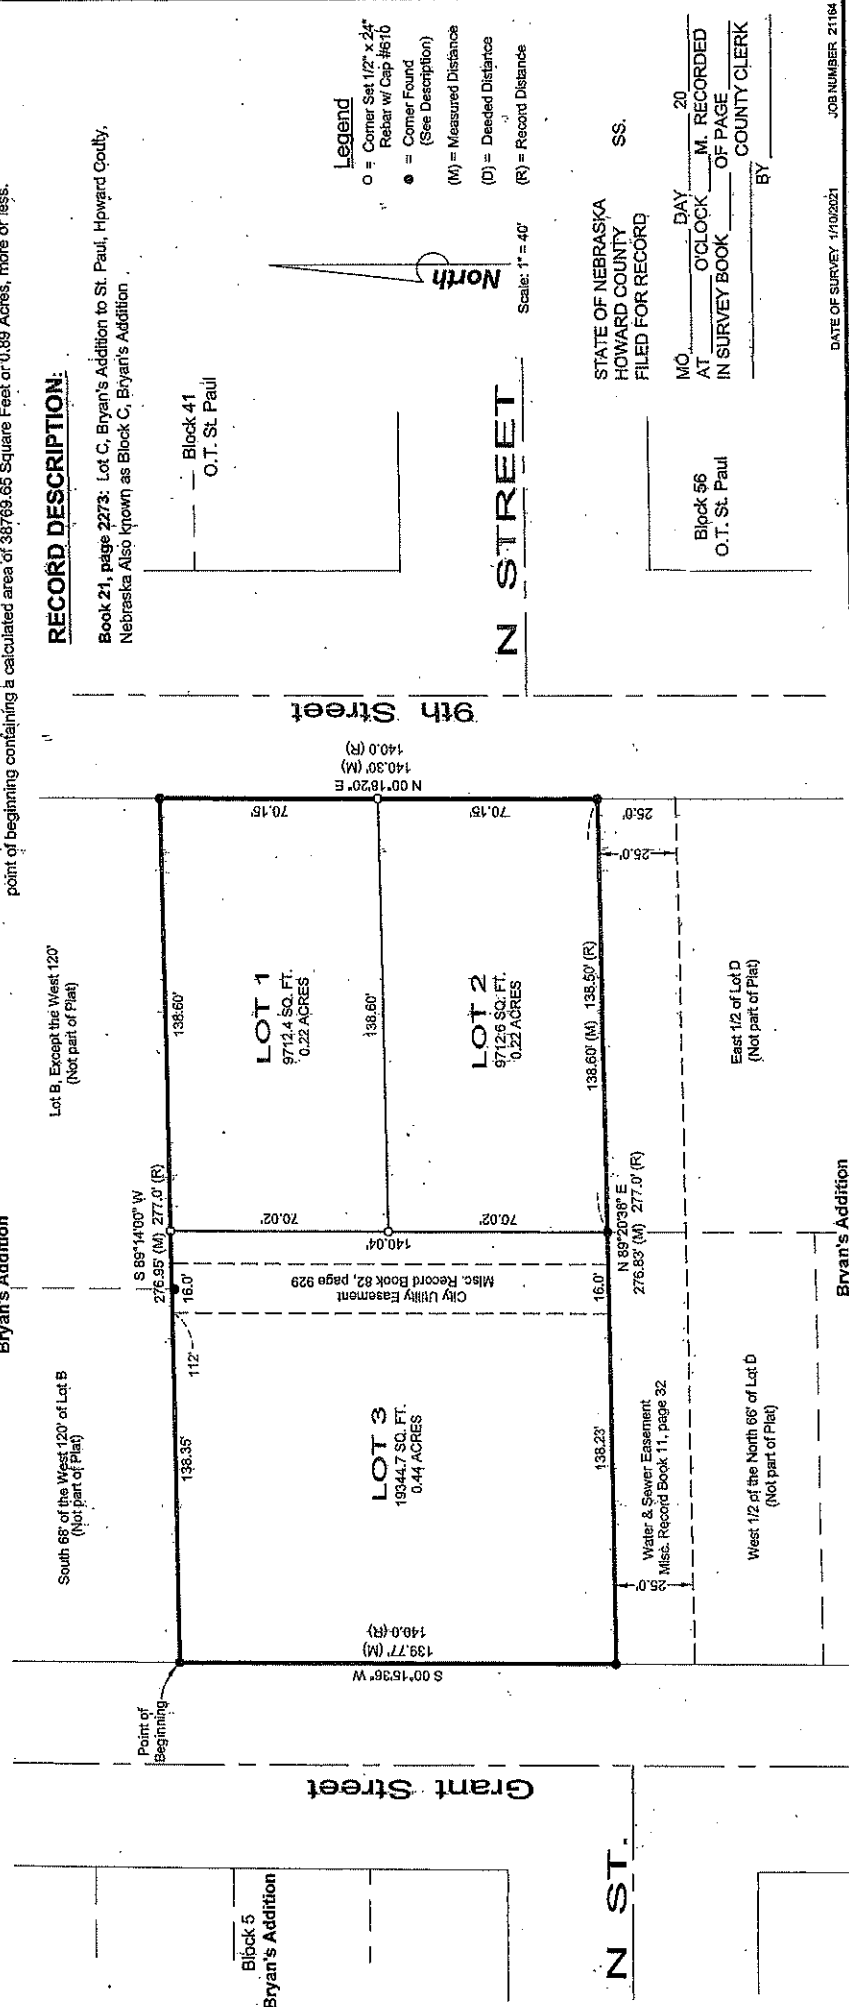 point of beginning containing a calculated area of 38769.65 Square Feet or 0.89 Acres, more or less.
RECORD DESCRIPTION:
Book 21, page 2273: Lot C, Bryan's Addition to St. Paul, Howard Couty,
Nebraska Also known as Block C, Bryan's Addition
Bryan's Addition
South 68' of the West 120' of Lot B
(Not part of Plat)
Lot B, Except the West 120'
(Not part of Plat)
Block 41
O.T. St. Paul
Legend
O = Corner Set 1/2" x 24"
Rebar w/ Cap #610
● = Corner Found
(See Description)
(M) = Measured Distance
(D) = Deeded Distance
(R) = Record Distance
North
Scale: 1" = 40'
Point of
Beginning
138.35'
112'
16.0'
S 89°14'00" W
276.95' (M) 277.0' (R)
138.60'
Block 5
Bryan's Addition
Grant Street
S 00°15'36" W
139.77' (M)
140.0 (R)
LOT 3
19344.7 SQ. FT.
0.44 ACRES
City Utility Easement
Misc. Record Book 82, page 929
140.04'
70.02'
70.02'
LOT 1
9712.4 SQ. FT.
0.22 ACRES
138.60'
LOT 2
9712.6 SQ. FT.
0.22 ACRES
70.15'
70.15'
N 00°18'20" E
140.30' (M)
140.0 (R)
9th Street
N STREET
138.23'
16.0'
N 89°20'38" E
276.83' (M) 277.0' (R)
138.60' (M) 138.50' (R)
25.0'
25.0'
25.0'
Water & Sewer Easement
Misc. Record Book 11, page 32
N ST.
West 1/2 of the North 66' of Lot D
(Not part of Plat)
East 1/2 of Lot D
(Not part of Plat)
Bryan's Addition
Block 56
O.T. St. Paul
STATE OF NEBRASKA
HOWARD COUNTY SS.
FILED FOR RECORD
MO DAY 20
AT O'CLOCK M. RECORDED
IN SURVEY BOOK OF PAGE
COUNTY CLERK
BY
DATE OF SURVEY 1/10/2021 JOB NUMBER 21164